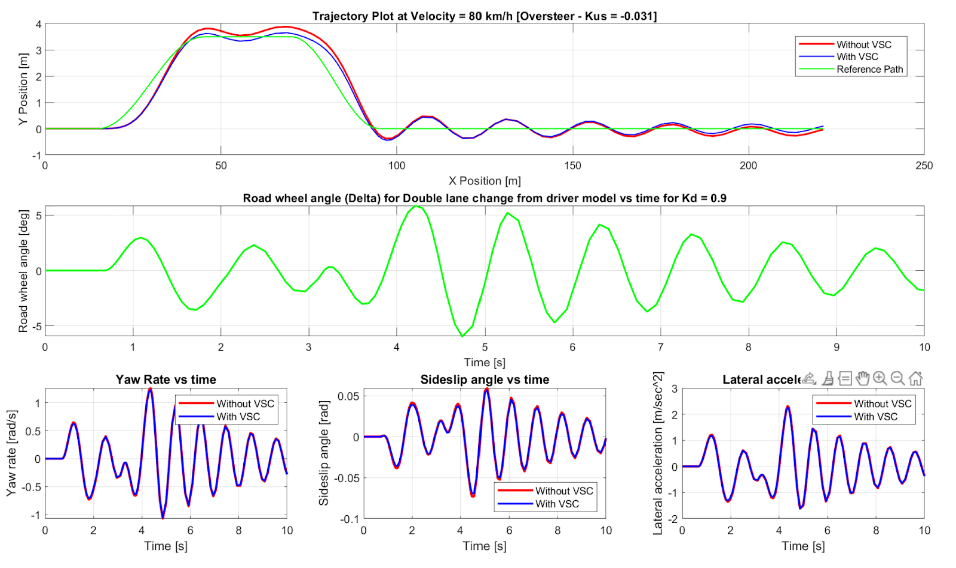 Trajectory Plot at Velocity = 80 km/h [Oversteer - Kus = -0.031]
Y Position [m]
4
3
2
1
0
-1
0
50
100
150
200
250
X Position [m]
Without VSC
With VSC
Reference Path
Road wheel angle (Delta) for Double lane change from driver model vs time for Kd = 0.9
Road wheel angle [deg]
5
0
-5
0
1
2
3
4
5
6
7
8
9
10
Time [s]
Yaw Rate vs time
Yaw rate [rad/s]
1
0.5
0
-0.5
-1
0
2
4
6
8
10
Time [s]
Without VSC
With VSC
Sideslip angle vs time
Sideslip angle [rad]
0.05
0
-0.05
-0.1
0
2
4
6
8
10
Time [s]
Without VSC
With VSC
Lateral accele
Lateral acceleration [m/sec^2]
3
2
1
0
-1
-2
0
2
4
6
8
10
Time [s]
Without VSC
With VSC